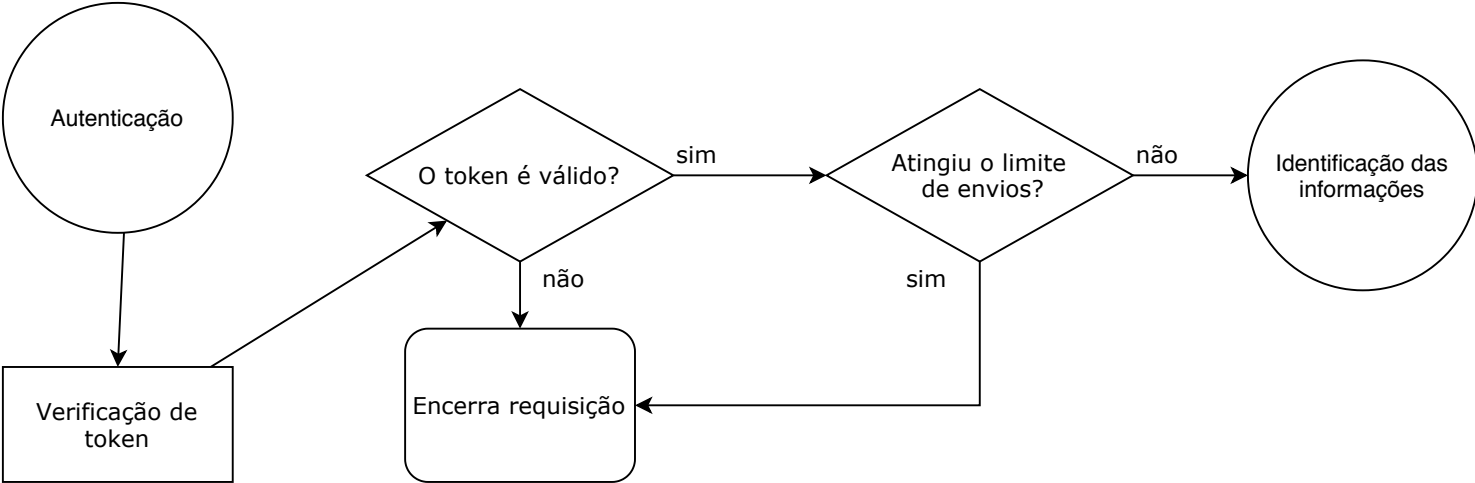 Autenticação
O token é válido?
sim
Atingiu o limite
de envios?
não
Identificação das
informações
não
sim
Verificação de
token
Encerra requisição